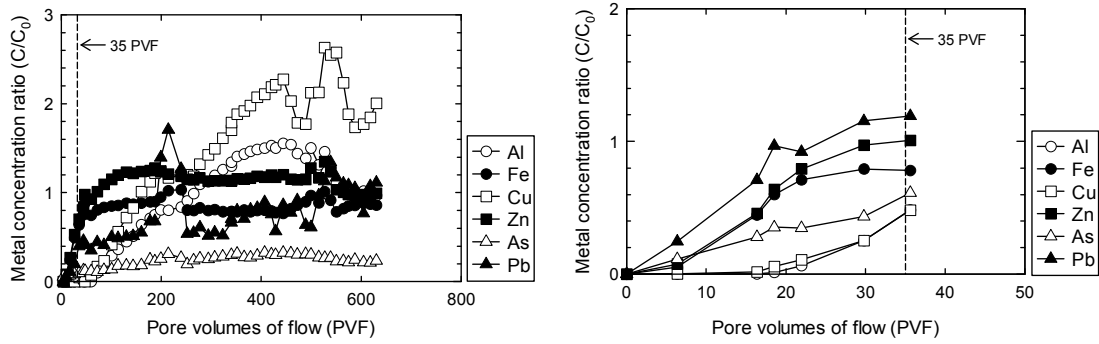 3
2
1
0
0
200
400
600
800
Metal concentration ratio (C/C₀)
Pore volumes of flow (PVF)
35 PVF
Al
Fe
Cu
Zn
As
Pb
2
1
0
0
10
20
30
40
50
Metal concentration ratio (C/C₀)
Pore volumes of flow (PVF)
35 PVF
Al
Fe
Cu
Zn
As
Pb